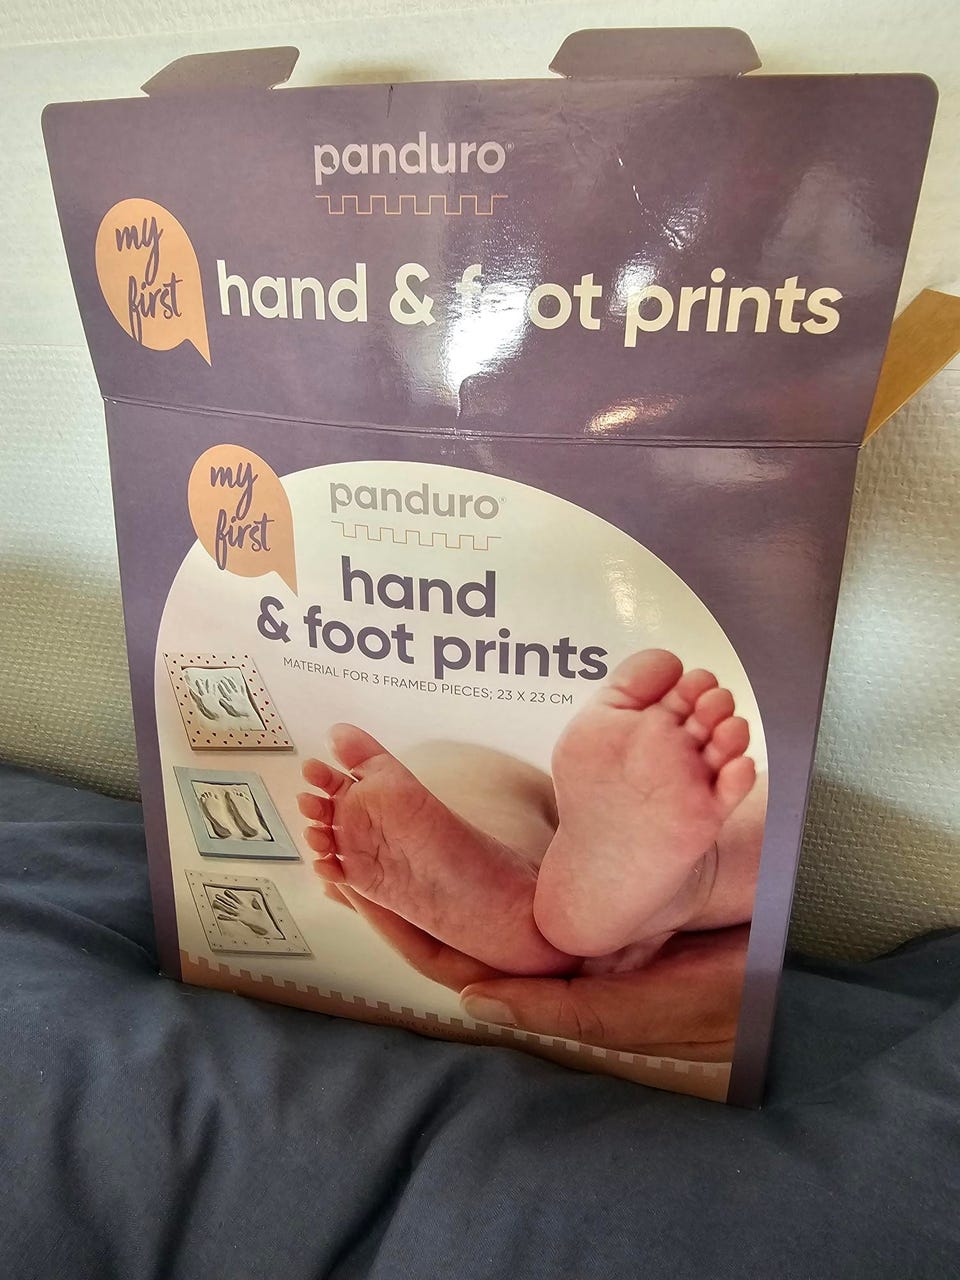 panduro®
my
first
hand & foot prints
my
first
panduro®
hand
& foot prints
MATERIAL FOR 3 FRAMED PIECES; 23 X 23 CM